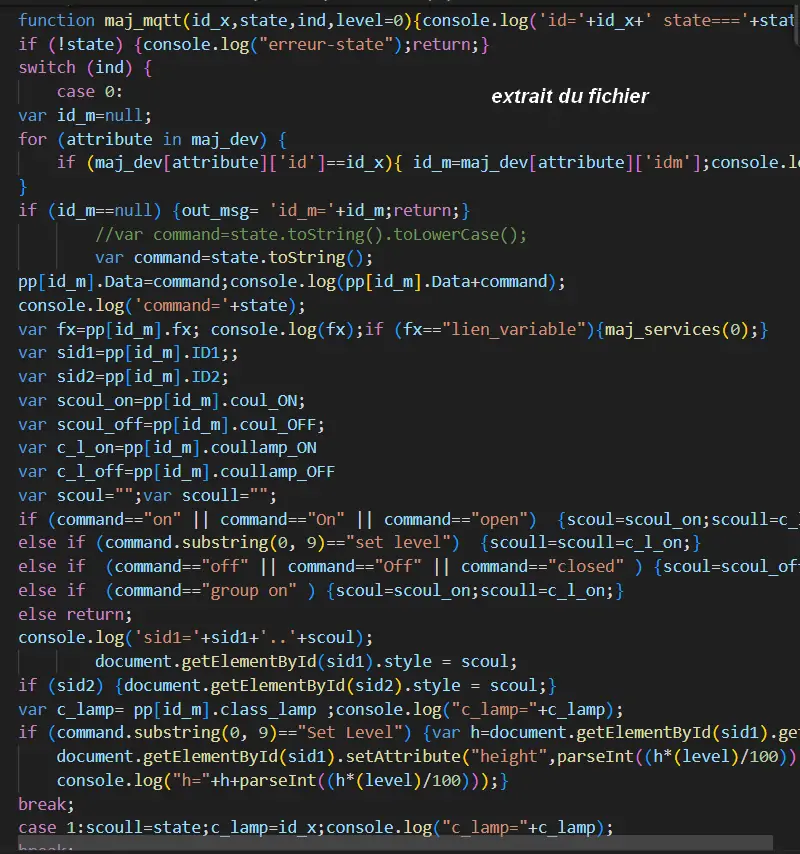 function maj_mqtt(id_x,state,ind,level=0){console.log('id='+id_x+' state==='+stat
if (!state) {console.log("erreur-state");return;}
switch (ind) {
case 0:
extrait du fichier
var id_m=null;
for (attribute in maj_dev) {
if (maj_dev[attribute]['id']==id_x){ id_m=maj_dev[attribute]['idm'];console.lo
}
if (id_m==null) {out_msg= 'id_m='+id_m;return;}
//var command=state.toString().toLowerCase();
var command=state.toString();
pp[id_m].Data=command;console.log(pp[id_m].Data+command);
console.log('command='+state);
var fx=pp[id_m].fx; console.log(fx);if (fx=="lien_variable"){maj_services(0);}
var sid1=pp[id_m].ID1;;
var sid2=pp[id_m].ID2;
var scoul_on=pp[id_m].coul_ON;
var scoul_off=pp[id_m].coul_OFF;
var c_l_on=pp[id_m].coullamp_ON
var c_l_off=pp[id_m].coullamp_OFF
var scoul="";var scoull="";
if (command=="on" || command=="On" || command=="open")  {scoul=scoul_on;scoull=c_l
else if (command.substring(0, 9)=="set level")  {scoull=scoull=c_l_on;}
else if  (command=="off" || command=="Off" || command=="closed" ) {scoul=scoul_off
else if  (command=="group on" ) {scoul=scoul_on;scoull=c_l_on;}
else return;
console.log('sid1='+sid1+'..'+scoul);
document.getElementById(sid1).style = scoul;
if (sid2) {document.getElementById(sid2).style = scoul;}
var c_lamp= pp[id_m].class_lamp ;console.log("c_lamp="+c_lamp);
if (command.substring(0, 9)=="Set Level") {var h=document.getElementById(sid1).get
document.getElementById(sid1).setAttribute("height",parseInt((h*(level)/100))
console.log("h="+h+parseInt((h*(level)/100)));}
break;
case 1:scoull=state;c_lamp=id_x;console.log("c_lamp="+c_lamp);